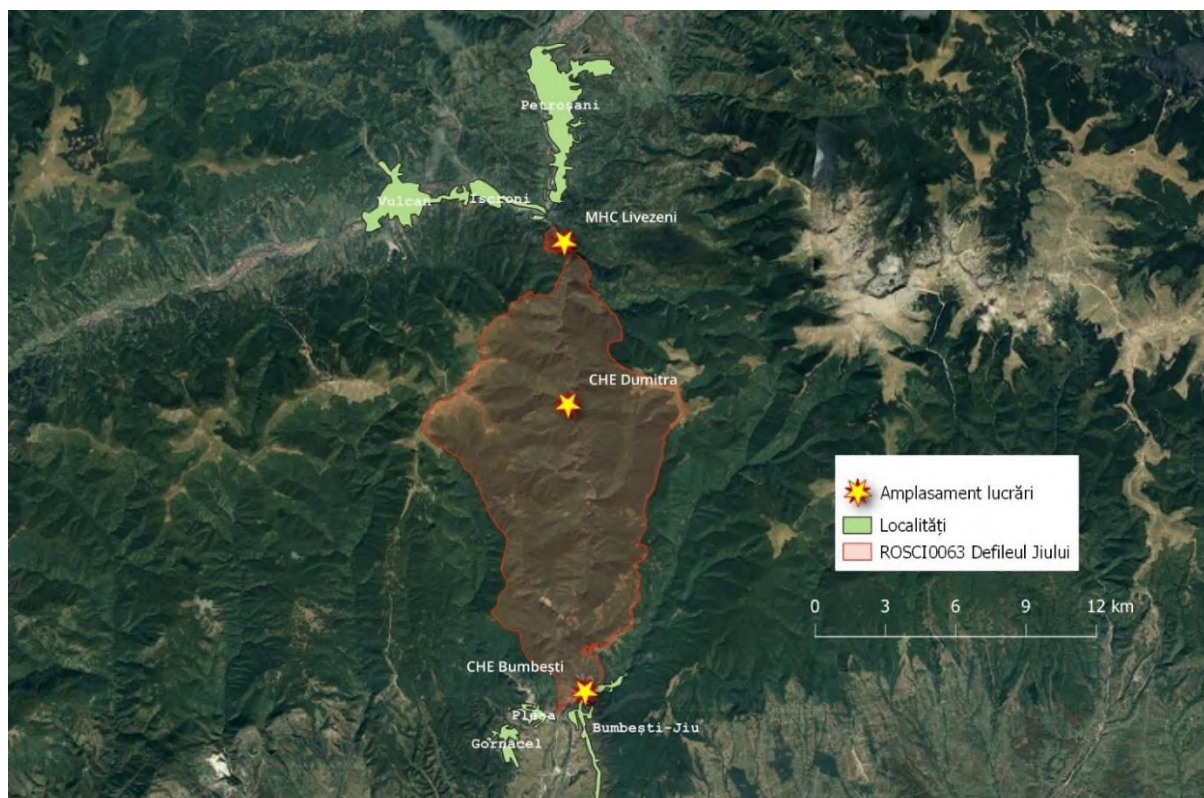 Petroșani
Vulcan
Iscroni
MHC Livezeni
CHE Dumitra
Amplasament lucrări
Localități
ROSCI0063 Defileul Jiului
0 3 6 9 12 km
CHE Bumbești
Pleșa
Bumbești-Jiu
Gornacel